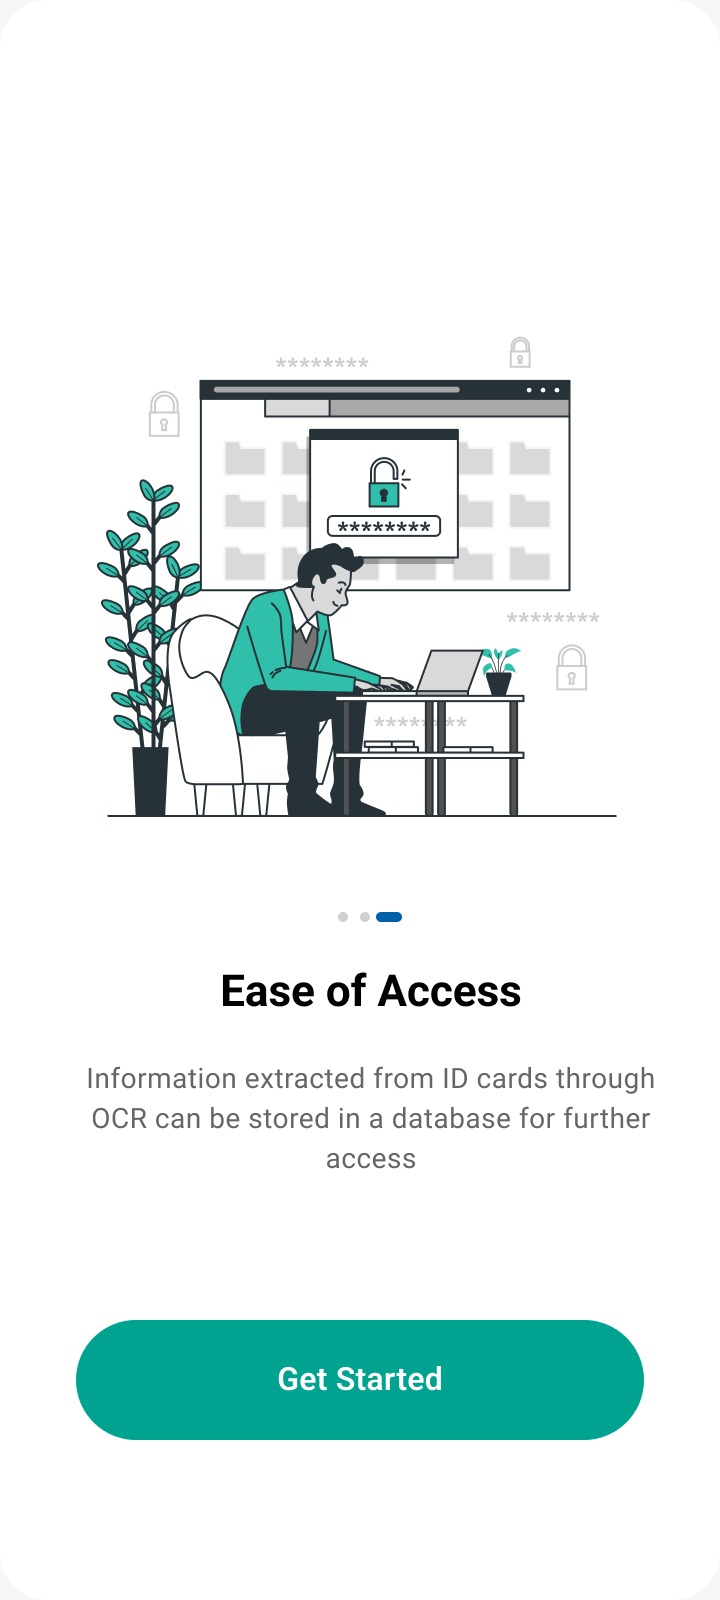 ********
********
********
********
Ease of Access
Information extracted from ID cards through
OCR can be stored in a database for further
access
Get Started